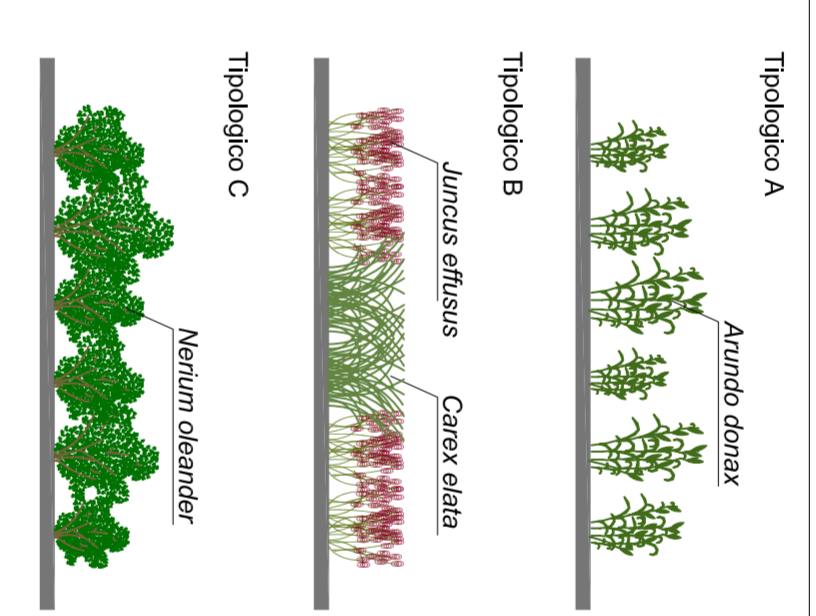 Tipologico A
Arundo donax
Tipologico B
Juncus effusus
Carex elata
Tipologico C
Nerium oleander